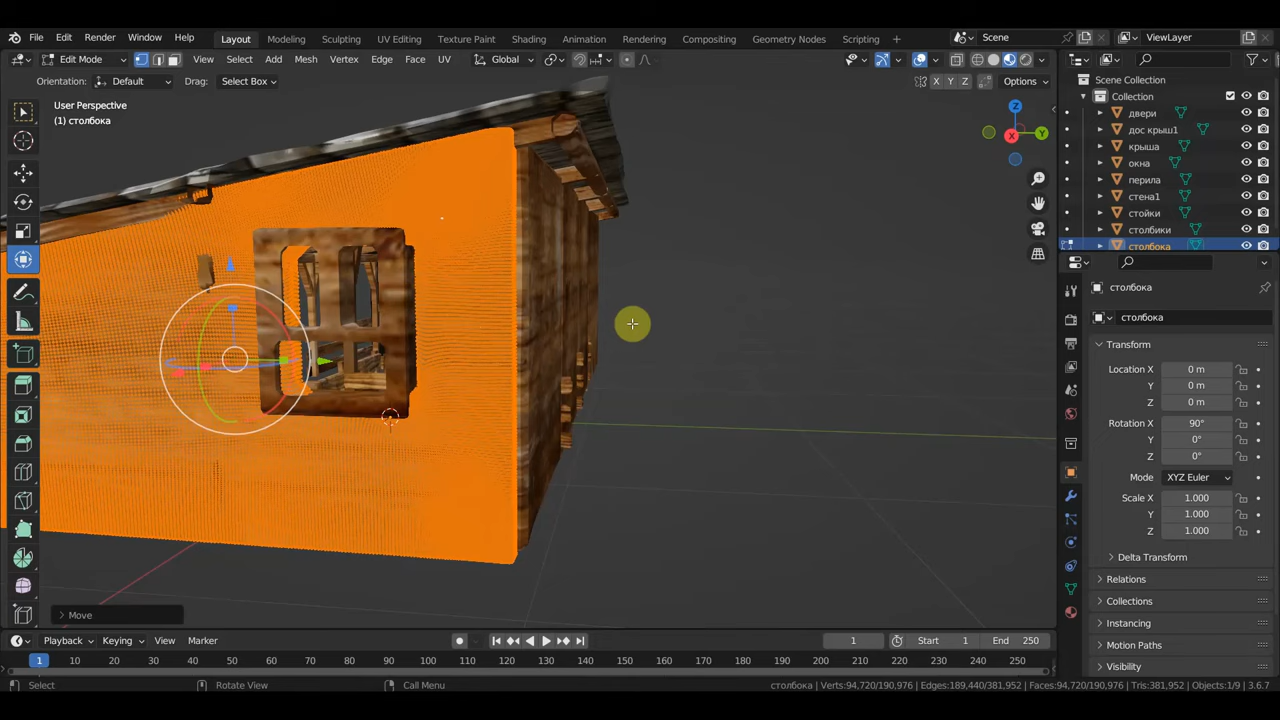 File Edit Render Window Help
Layout Modeling Sculpting UV Editing Texture Paint Shading Animation Rendering Compositing Geometry Nodes Scripting +
Scene ViewLayer
Edit Mode View Select Add Mesh Vertex Edge Face UV Global
Orientation: Default Drag: Select Box X Y Z Options
User Perspective
(1) столбока
Z Y X
Scene Collection
Collection
двери
дос крыш1
крыша
окна
перила
стена1
стойки
столбики
столбока
столбока
столбока
Transform
Location X 0 m
Y 0 m
Z 0 m
Rotation X 90°
Y 0°
Z 0°
Mode XYZ Euler
Scale X 1.000
Y 1.000
Z 1.000
Delta Transform
Relations
Collections
Instancing
Motion Paths
Visibility
Move
Playback Keying View Marker 1 Start 1 End 250
1 10 20 30 40 50 60 70 80 90 100 110 120 130 140 150 160 170 180 190 200 210 220 230 240 250
Select Rotate View Call Menu столбока | Verts:94,720/190,976 | Edges:189,440/381,952 | Faces:94,720/190,976 | Tris:381,952 | Objects:1/9 | 3.6.7